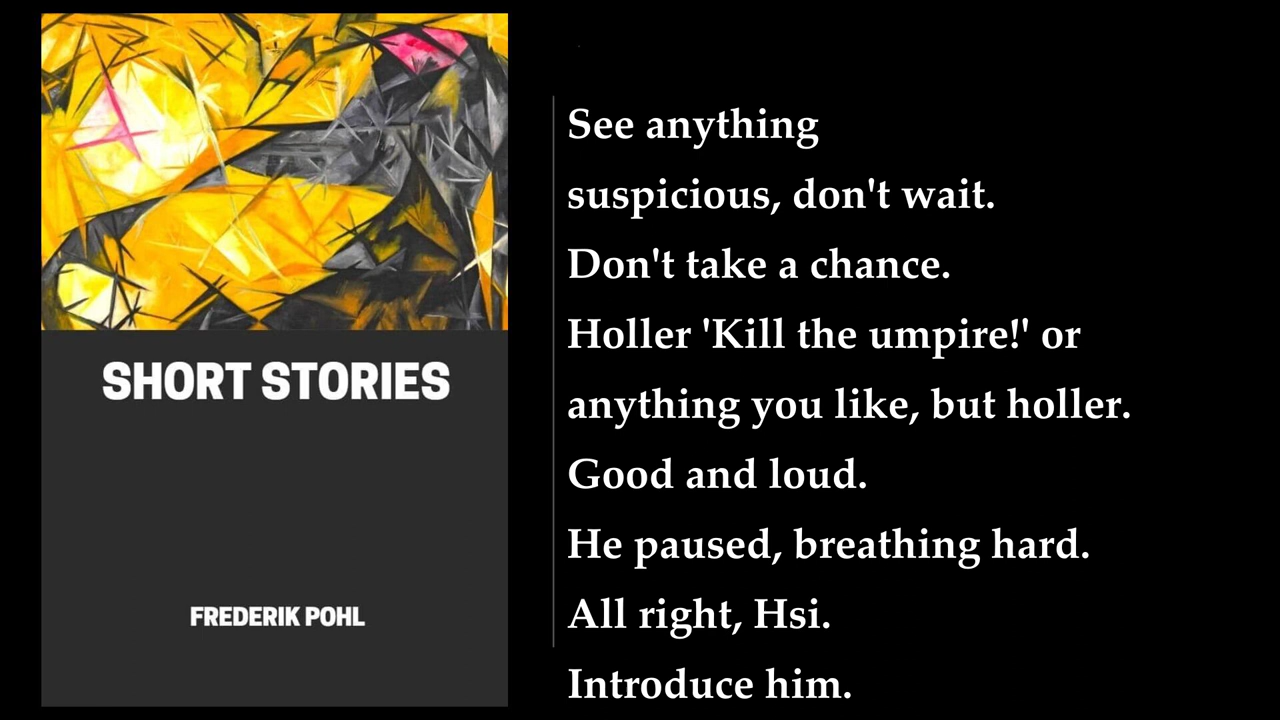 SHORT STORIES
FREDERIK POHL
See anything
suspicious, don't wait.
Don't take a chance.
Holler 'Kill the umpire!' or
anything you like, but holler.
Good and loud.
He paused, breathing hard.
All right, Hsi.
Introduce him.